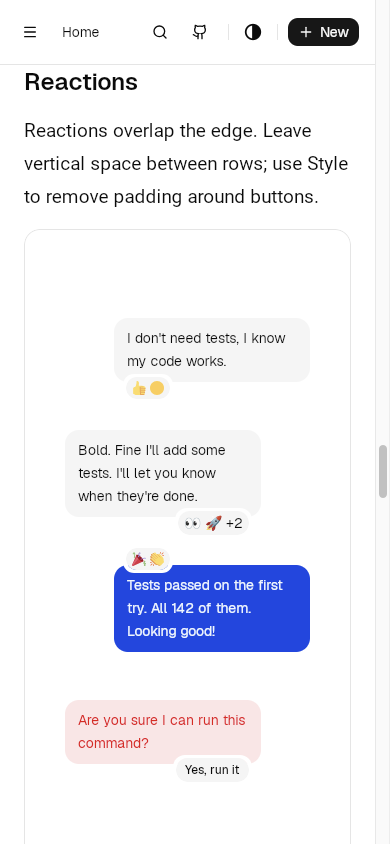 Home
New
Reactions
Reactions overlap the edge. Leave
vertical space between rows; use Style
to remove padding around buttons.
I don't need tests, I know
my code works.
Bold. Fine I'll add some
tests. I'll let you know
when they're done.
+2
Tests passed on the first
try. All 142 of them.
Looking good!
Are you sure I can run this
command?
Yes, run it